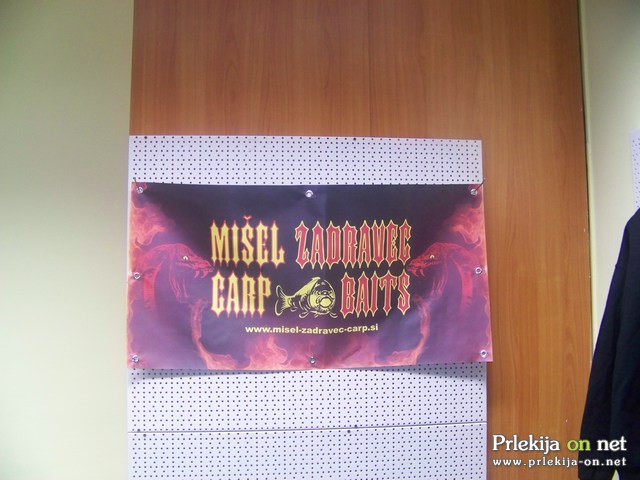 MIŠEL ZADRAVEC
CARP BAITS
www.misel-zadravec-carp.si
Prlekija on net
www.prlekija-on.net